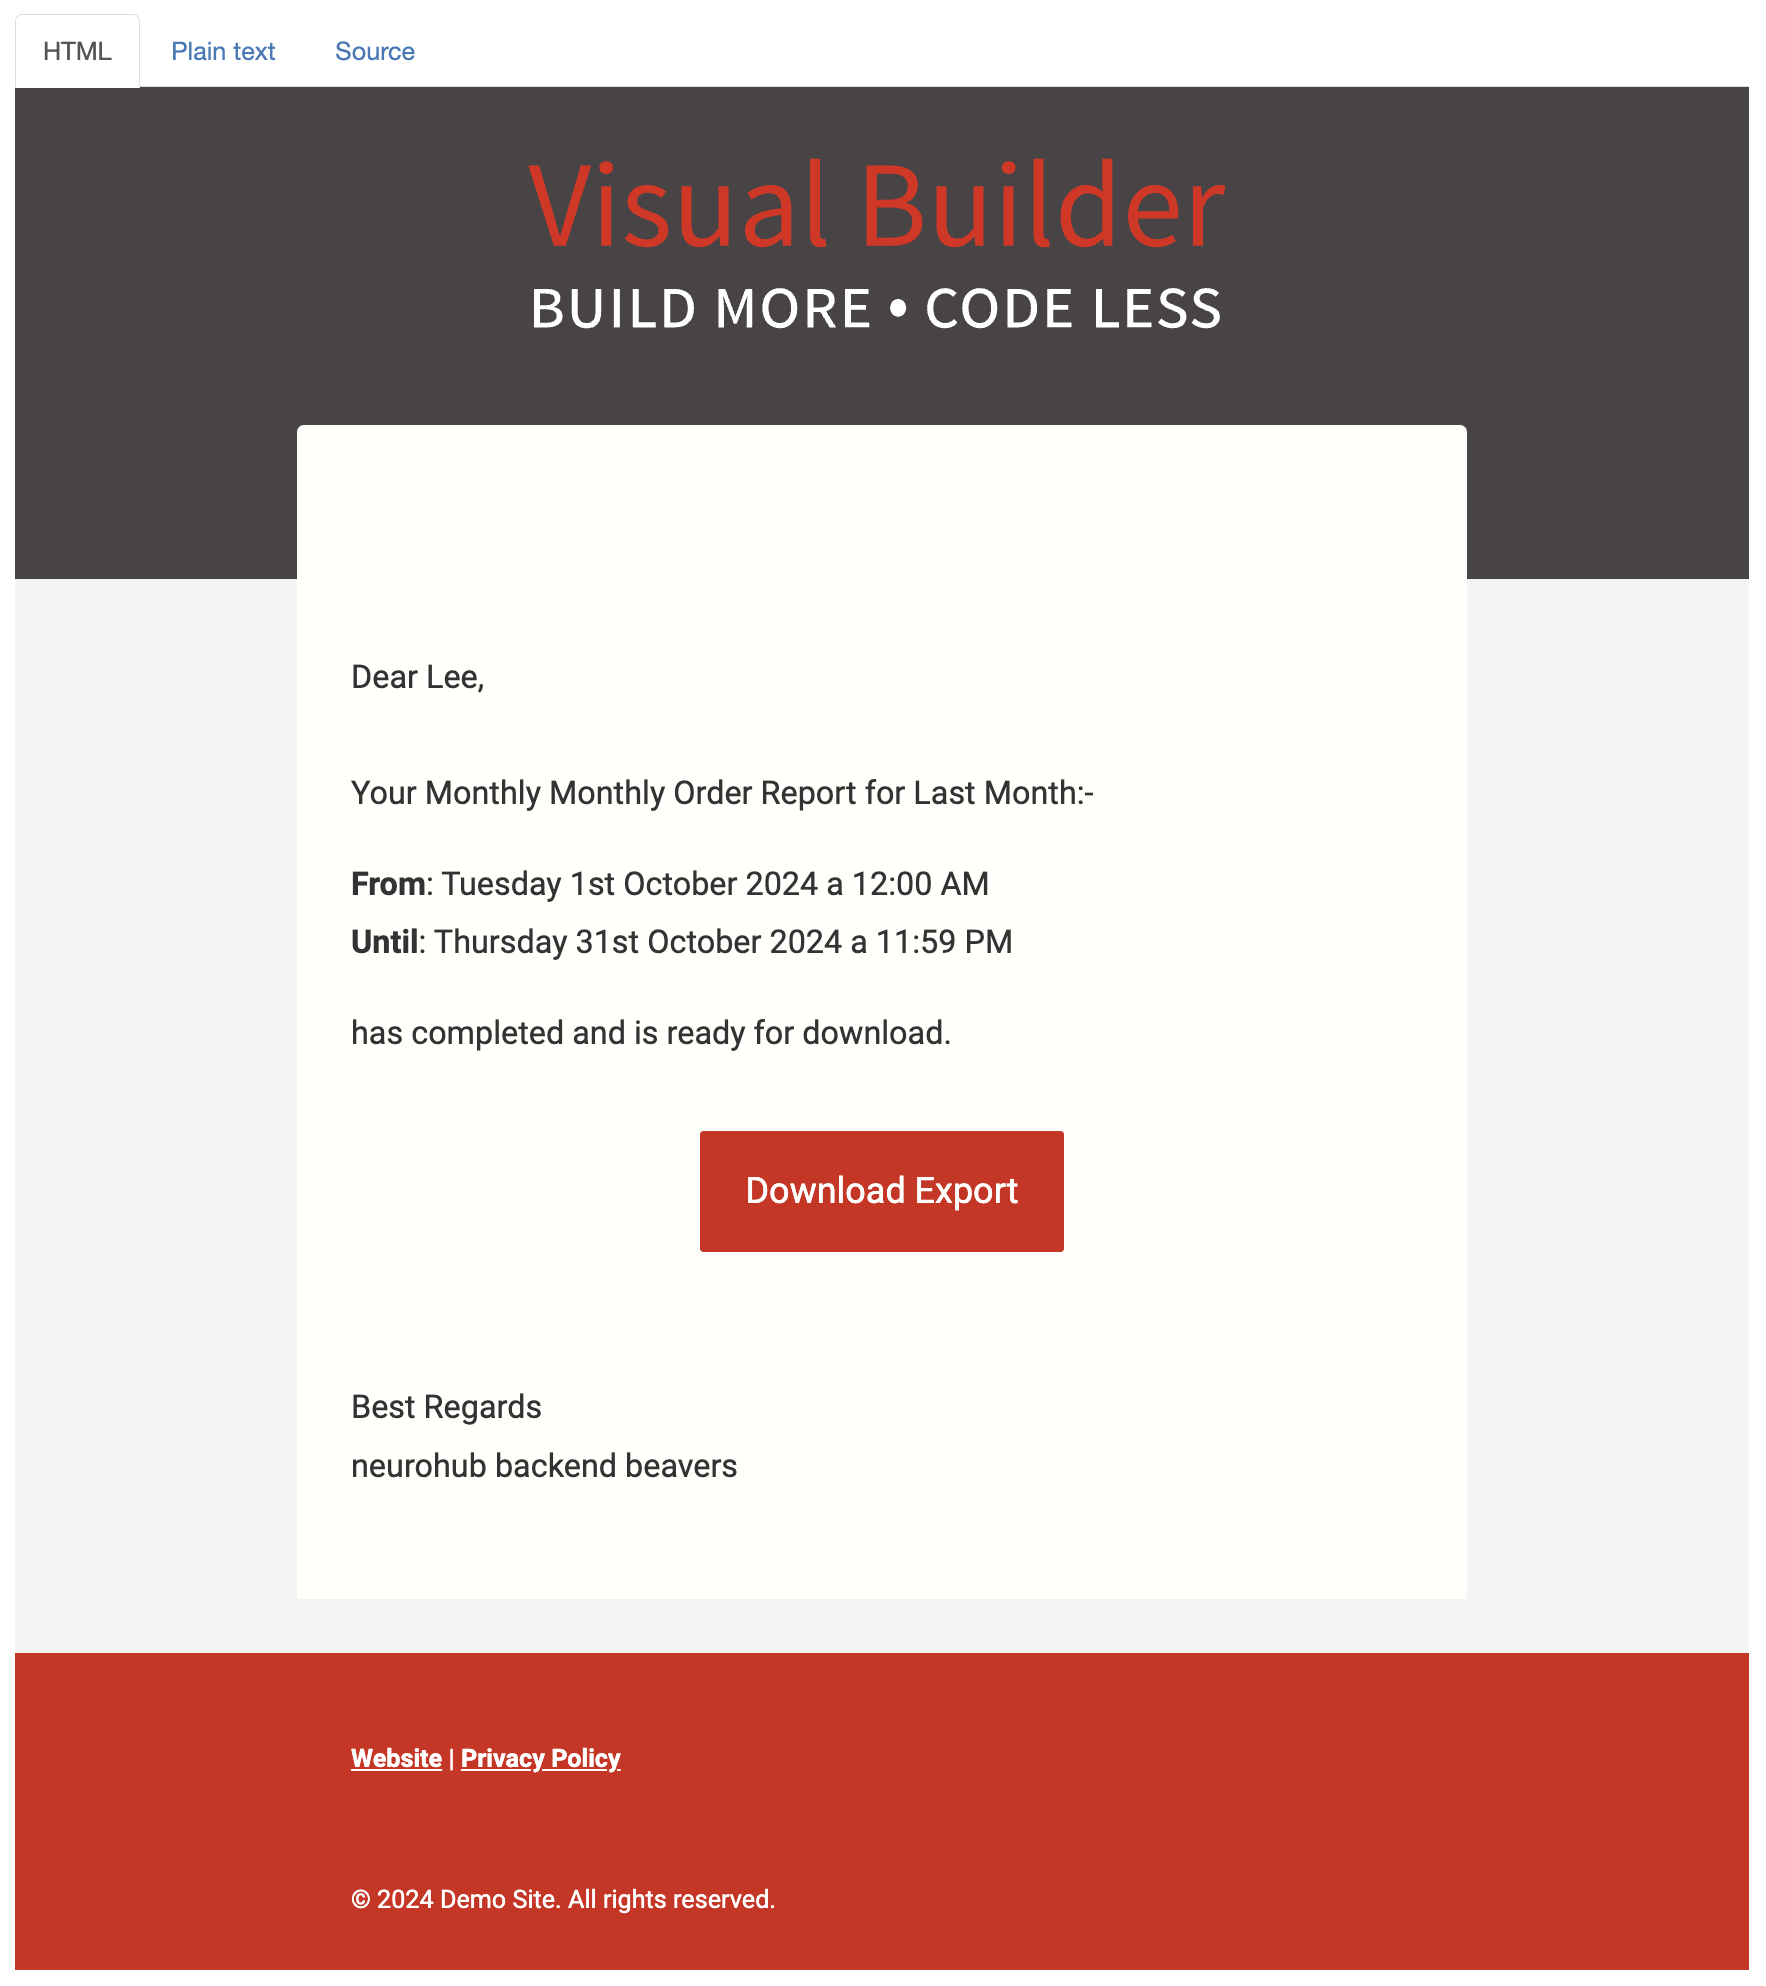 HTML Plain text Source
Visual Builder
BUILD MORE • CODE LESS
Dear Lee,
Your Monthly Monthly Order Report for Last Month:-
From: Tuesday 1st October 2024 a 12:00 AM
Until: Thursday 31st October 2024 a 11:59 PM
has completed and is ready for download.
Download Export
Best Regards
neurohub backend beavers
Website | Privacy Policy
© 2024 Demo Site. All rights reserved.